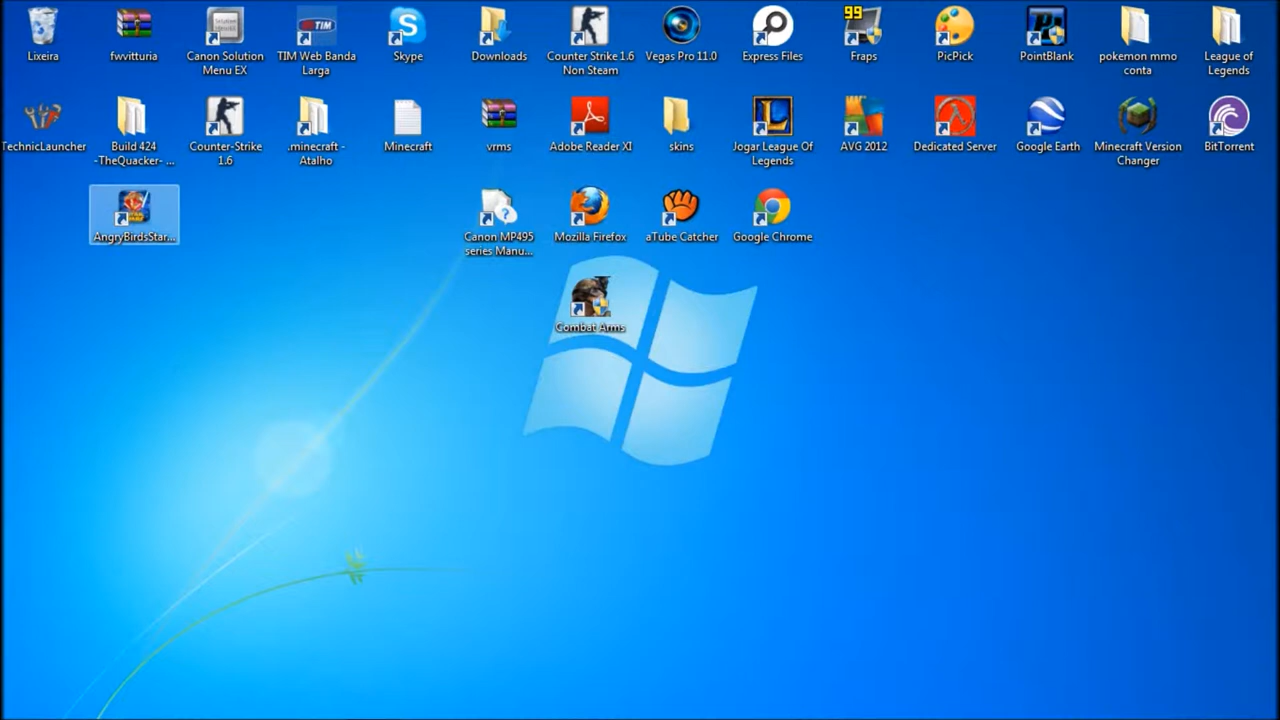 99
Lixeira
fwvitturia
Canon Solution
Menu EX
TIM
TIM Web Banda
Larga
Skype
Downloads
Counter Strike 1.6
Non Steam
Vegas Pro 11.0
Express Files
Fraps
PicPick
PointBlank
pokemon mmo
conta
League of
Legends
TechnicLauncher
Build 424
-TheQuacker- ...
Counter-Strike
1.6
.minecraft -
Atalho
Minecraft
vrms
Adobe Reader XI
skins
Jogar League Of
Legends
AVG 2012
Dedicated Server
Google Earth
Minecraft Version
Changer
BitTorrent
AngryBirdsStar...
Canon MP495
series Manu...
Mozilla Firefox
aTube Catcher
Google Chrome
Combat Arms